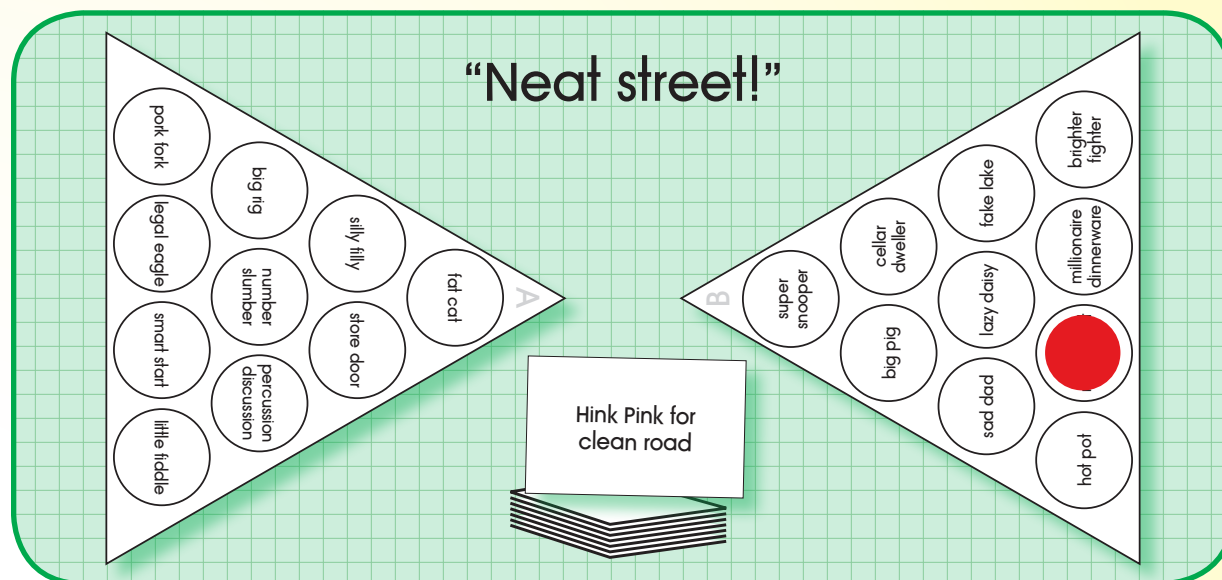 “Neat street!”
pork fork
legal eagle
smart start
little fiddle
big rig
number
slumber
percussion
discussion
silly filly
store door
fat cat
A
B
super
snooper
cellar
dweller
big pig
fake lake
lazy daisy
sad dad
brighter
fighter
millionaire
dinnerware
hot pot
Hink Pink for
clean road